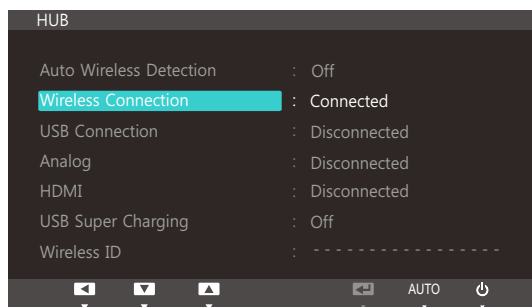 HUB
Auto Wireless Detection : Off
Wireless Connection : Connected
USB Connection : Disconnected
Analog : Disconnected
HDMI : Disconnected
USB Super Charging : Off
Wireless ID : - - - - - - - - - - - - - - - - -
AUTO